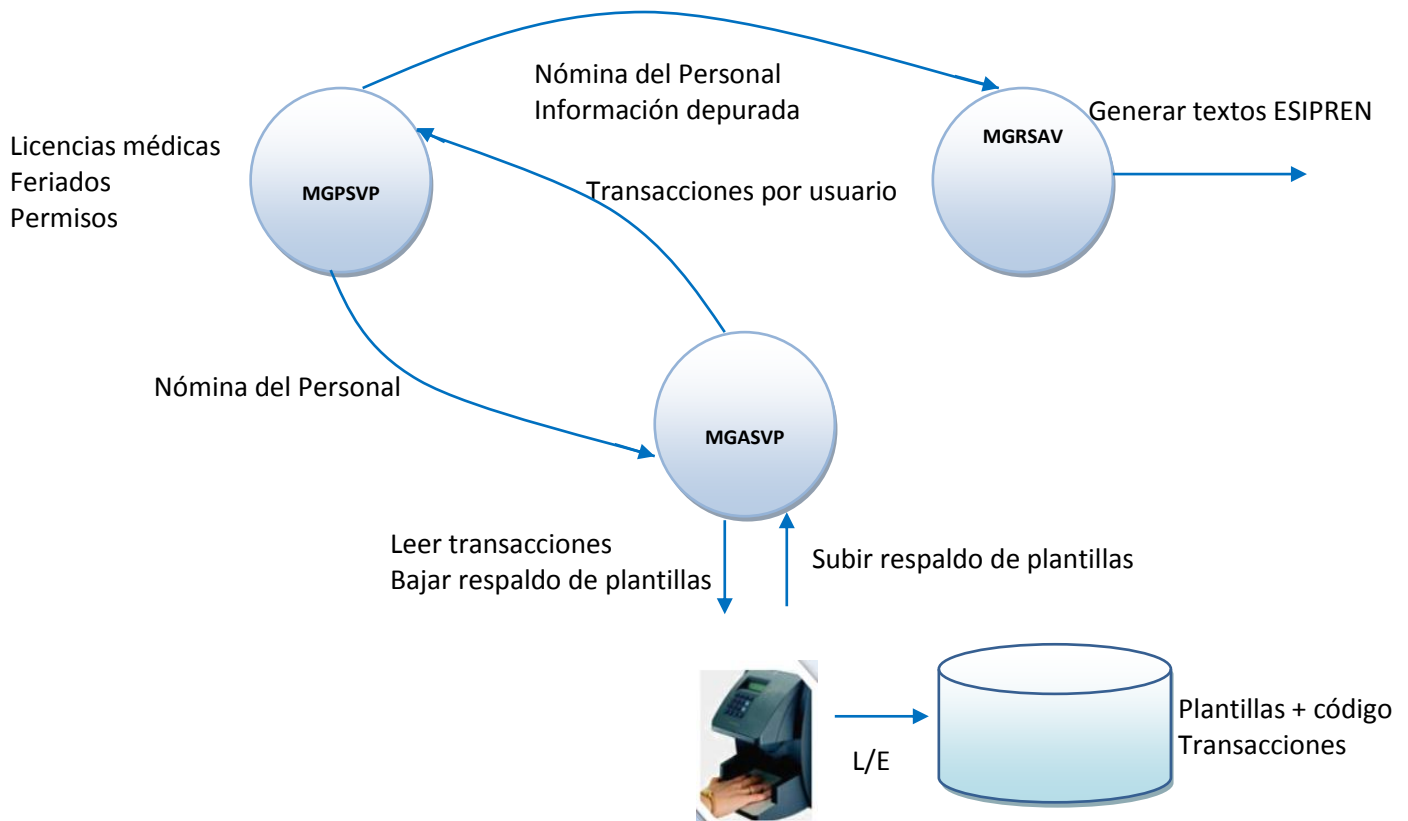 Nómina del Personal
Información depurada
Generar textos ESIPREN
MGRSAV
Licencias médicas
Feriados
Permisos
MGPSVP
Transacciones por usuario
Nómina del Personal
MGASVP
Leer transacciones
Bajar respaldo de plantillas
Subir respaldo de plantillas
Plantillas + código
Transacciones
L/E